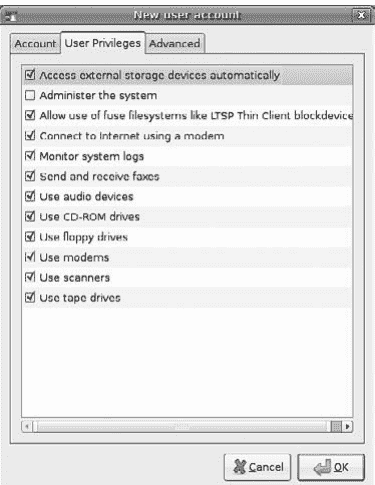 New user account
Account User Privileges Advanced
Access external storage devices automatically
Administer the system
Allow use of fuse filesystems like LTSP Thin Client blockdevice
Connect to Internet using a modem
Monitor system logs
Send and receive faxes
Use audio devices
Use CD-ROM drives
Use floppy drives
Use modems
Use scanners
Use tape drives
Cancel OK